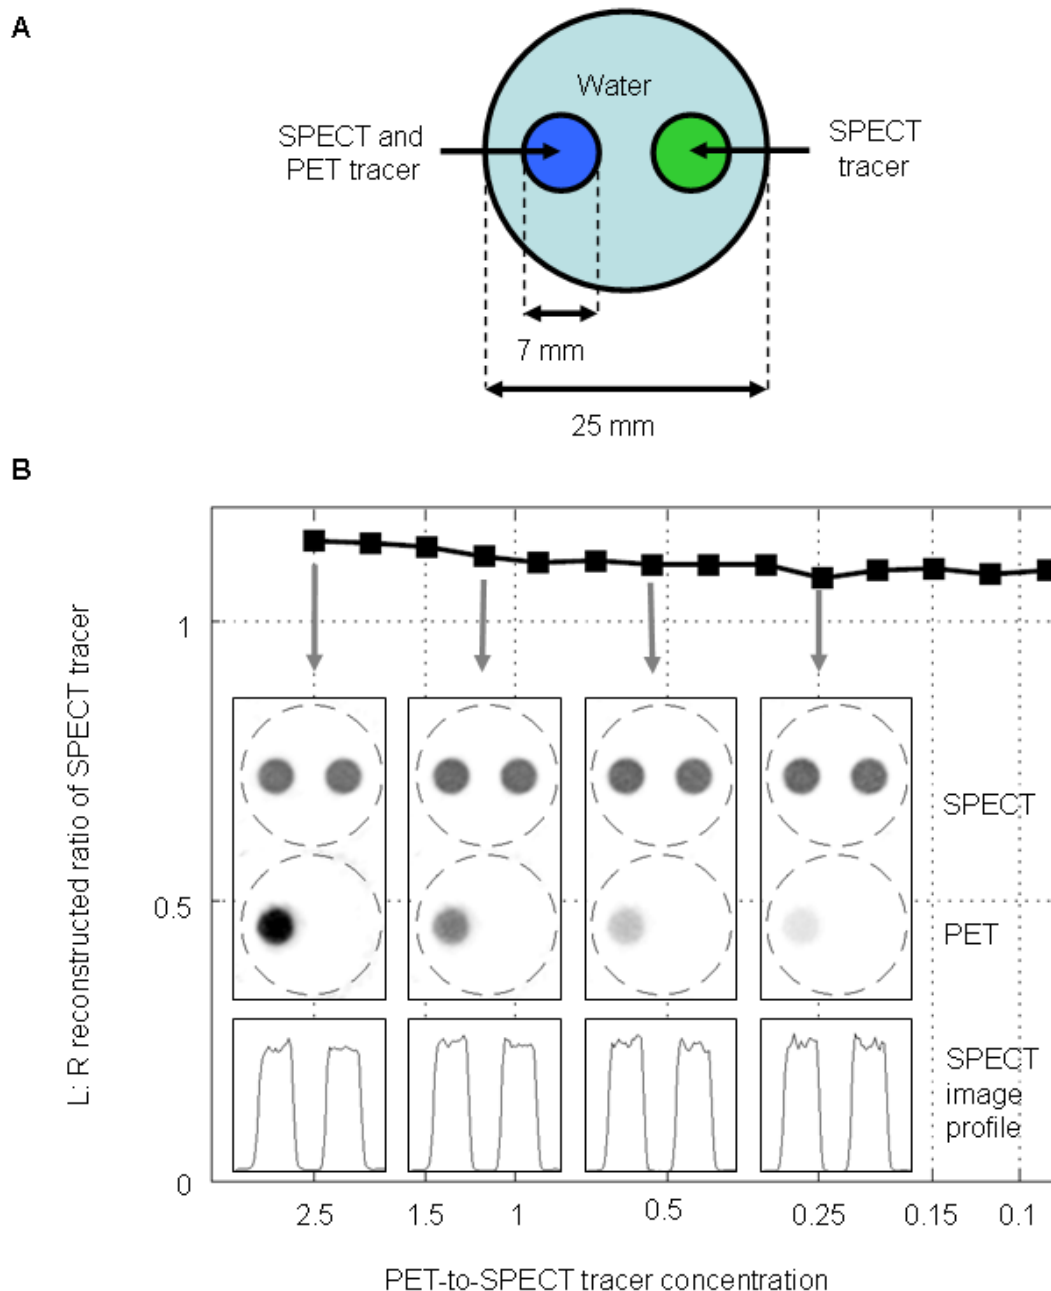 A
Water
SPECT and
PET tracer
SPECT
tracer
7 mm
25 mm
B
L: R reconstructed ratio of SPECT tracer
1
0.5
0
SPECT
PET
SPECT
image
profile
2.5 1.5 1 0.5 0.25 0.15 0.1
PET-to-SPECT tracer concentration